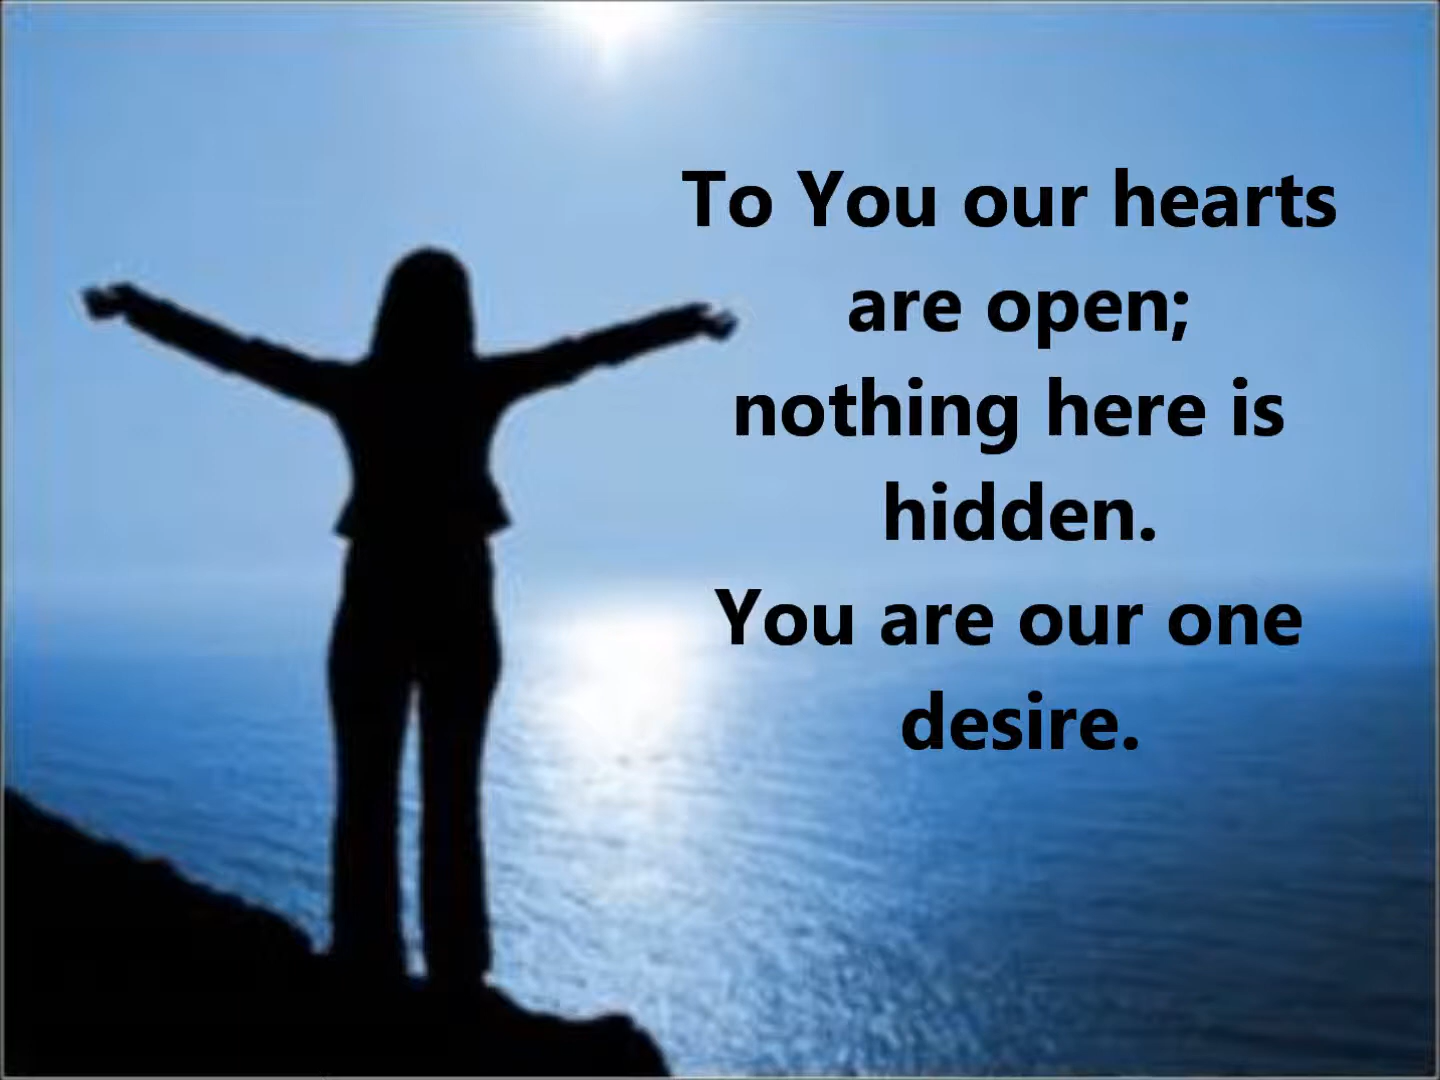 To You our hearts
are open;
nothing here is
hidden.
You are our one
desire.